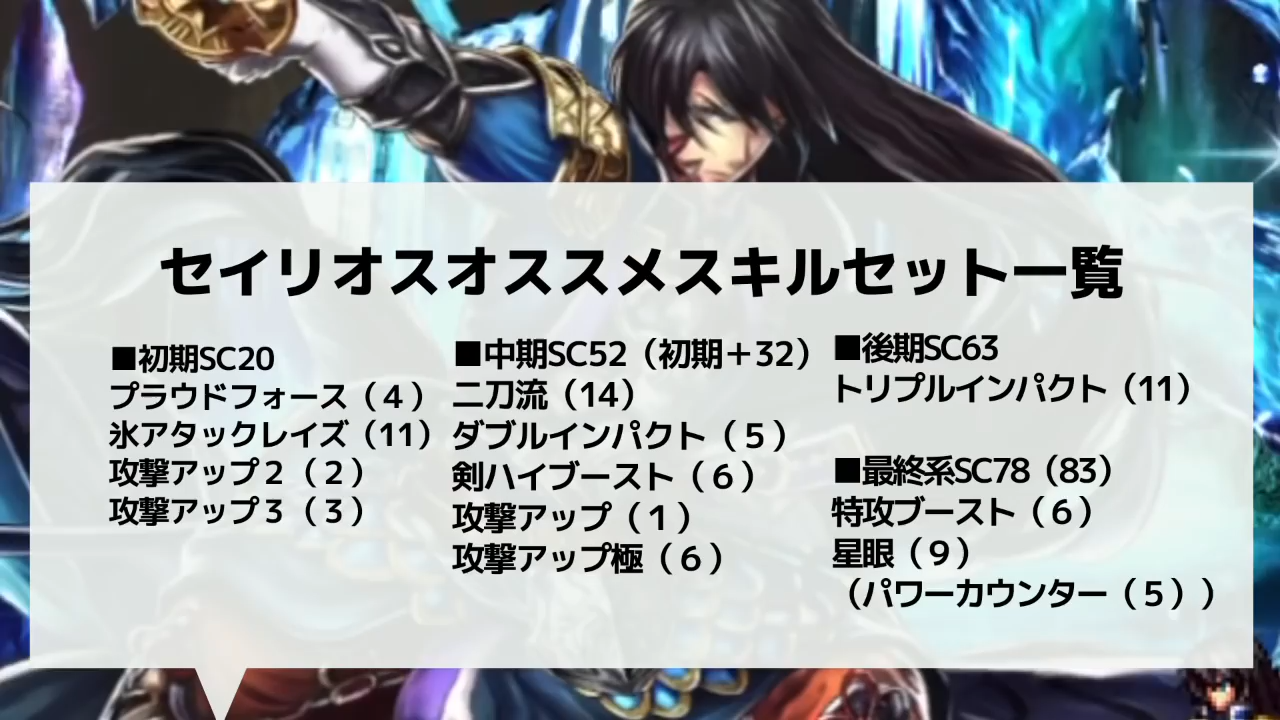 セイリオスオススメスキルセット一覧
■初期SC20
プラウドフォース（４）
氷アタックレイズ（11）
攻撃アップ２（２）
攻撃アップ３（３）
■中期SC52（初期＋32）
二刀流（14）
ダブルインパクト（５）
剣ハイブースト（６）
攻撃アップ（１）
攻撃アップ極（６）
■後期SC63
トリプルインパクト（11）
■最終系SC78（83）
特攻ブースト（６）
星眼（９）
（パワーカウンター（５））